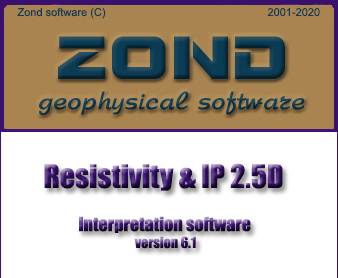 Zond software (C) 2001-2020
ZOND
geophysical software
Resistivity & IP 2.5D
Interpretation software
version 6.1